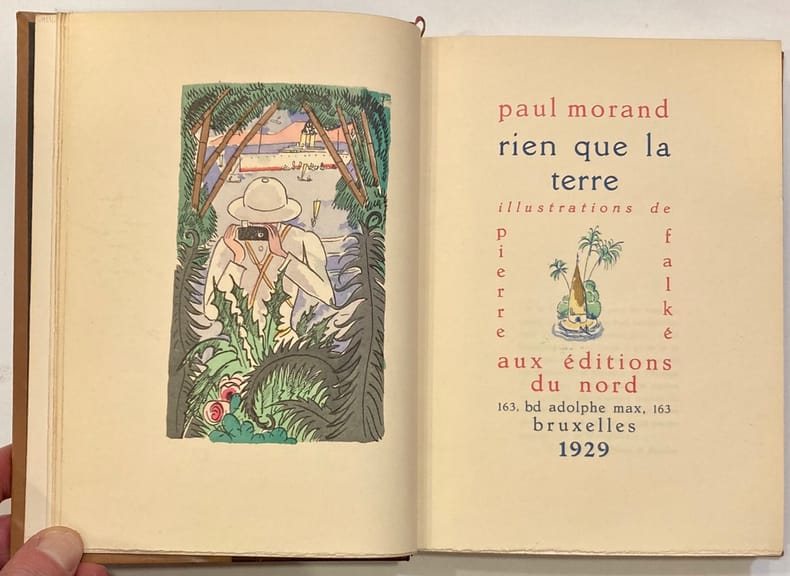 paul morand
rien que la
terre
illustrations de
pierre
falké
aux éditions
du nord
163, bd adolphe max, 163
bruxelles
1929